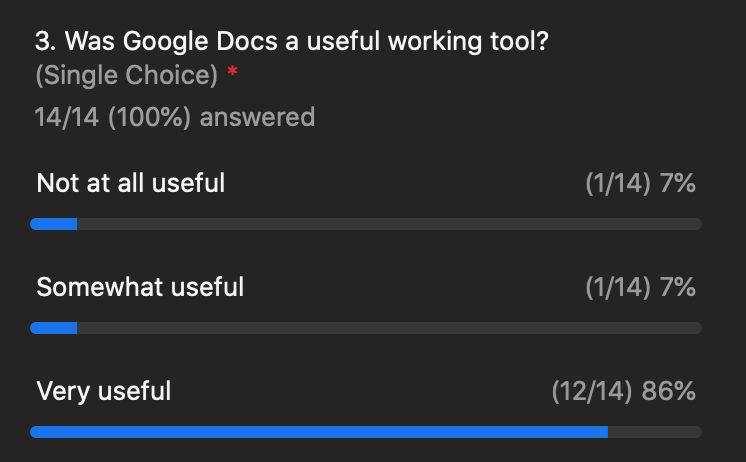 3. Was Google Docs a useful working tool?
(Single Choice) *
14/14 (100%) answered
Not at all useful (1/14) 7%
Somewhat useful (1/14) 7%
Very useful (12/14) 86%